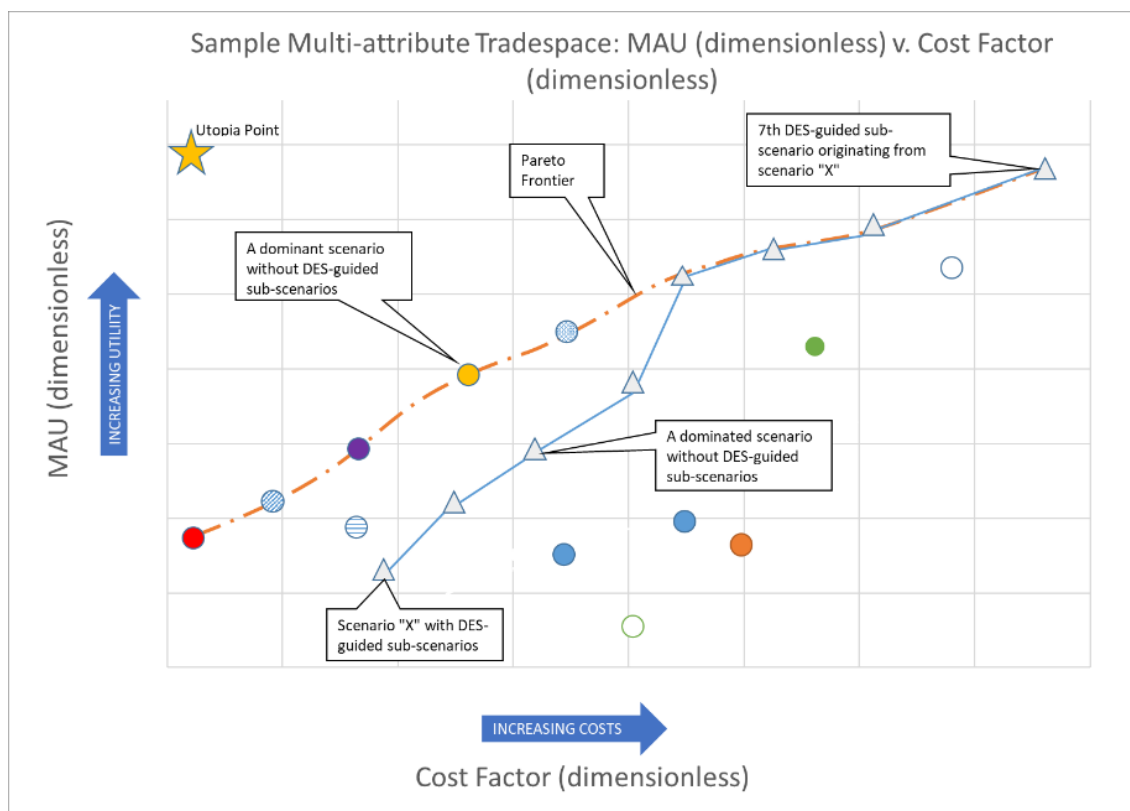 Sample Multi-attribute Tradespace: MAU (dimensionless) v. Cost Factor
(dimensionless)
Utopia Point
7th DES-guided sub-
scenario originating from
scenario "X"
Pareto
Frontier
A dominant scenario
without DES-guided
sub-scenarios
MAU (dimensionless)
INCREASING UTILIITY
A dominated scenario
without DES-guided
sub-scenarios
Scenario "X" with DES-
guided sub-scenarios
INCREASING COSTS
Cost Factor (dimensionless)